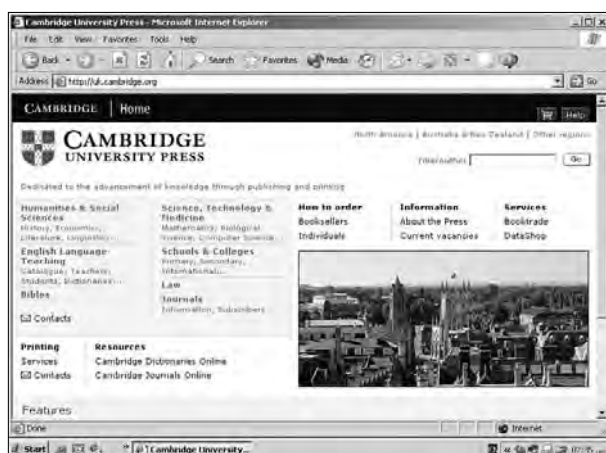 Cambridge University Press - Microsoft Internet Explorer
File Edit View Favorites Tools Help
Back Search Favorites Media
Address http://uk.cambridge.org Go
CAMBRIDGE Home Help
CAMBRIDGE
UNIVERSITY PRESS
North America | Australia & New Zealand | Other regions
Title/author Go
Dedicated to the advancement of knowledge through publishing and printing
Humanities & Social
Sciences
History, Economics,
Literature, Linguistics...
English Language
Teaching
Catalogue, Teachers,
Students, Dictionaries...
Bibles
Contacts
Science, Technology &
Medicine
Mathematics, Biological
Science, Computer Science...
Schools & Colleges
Primary, Secondary,
International...
Law
Journals
Information, Subscribers...
How to order
Booksellers
Individuals
Information
About the Press
Current vacancies
Services
Booktrade
DataShop
Printing
Services
Contacts
Resources
Cambridge Dictionaries Online
Cambridge Journals Online
Features
Done Internet
Start Cambridge University...